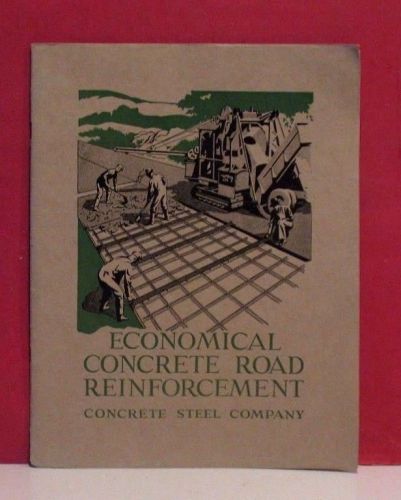 ECONOMICAL
CONCRETE ROAD
REINFORCEMENT
CONCRETE STEEL COMPANY